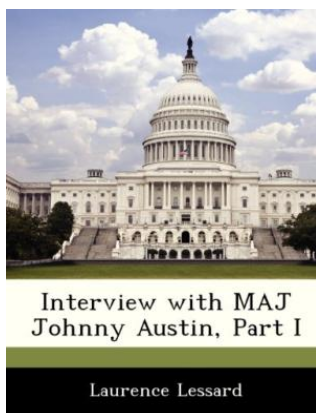 Interview with MAJ
Johnny Austin, Part I
Laurence Lessard